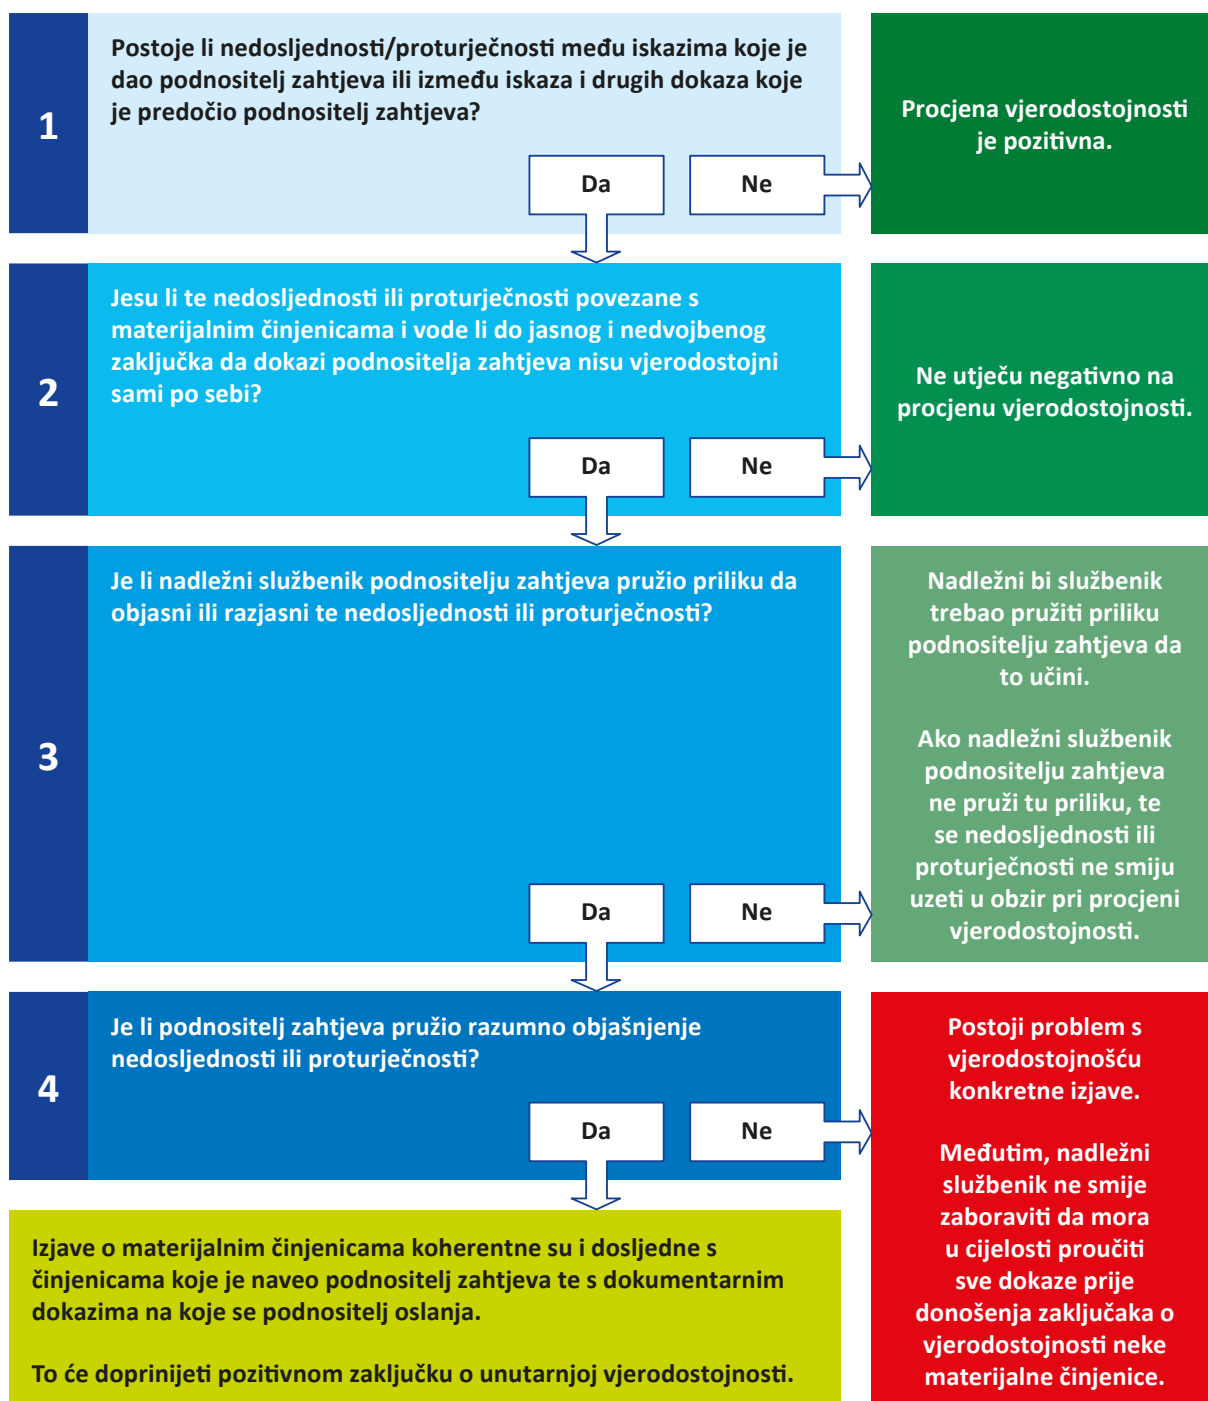 1
Postoje li nedosljednosti/proturječnosti među iskazima koje je
dao podnositelj zahtjeva ili između iskaza i drugih dokaza koje
je predočio podnositelj zahtjeva?
Da
Ne
Procjena vjerodostojnosti
je pozitivna.
2
Jesu li te nedosljednosti ili proturječnosti povezane s
materijalnim činjenicama i vode li do jasnog i nedvojbenog
zaključka da dokazi podnositelja zahtjeva nisu vjerodostojni
sami po sebi?
Da
Ne
Ne utječu negativno na
procjenu vjerodostojnosti.
3
Je li nadležni službenik podnositelju zahtjeva pružio priliku da
objasni ili razjasni te nedosljednosti ili proturječnosti?
Da
Ne
Nadležni bi službenik
trebao pružiti priliku
podnositelju zahtjeva da
to učini.
Ako nadležni službenik
podnositelju zahtjeva
ne pruži tu priliku, te
se nedosljednosti ili
proturječnosti ne smiju
uzeti u obzir pri procjeni
vjerodostojnosti.
4
Je li podnositelj zahtjeva pružio razumno objašnjenje
nedosljednosti ili proturječnosti?
Da
Ne
Postoji problem s
vjerodostojnošću
konkretne izjave.
Međutim, nadležni
službenik ne smije
zaboraviti da mora
u cijelosti proučiti
sve dokaze prije
donošenja zaključaka o
vjerodostojnosti neke
materijalne činjenice.
Izjave o materijalnim činjenicama koherentne su i dosljedne s
činjenicama koje je naveo podnositelj zahtjeva te s dokumentarnim
dokazima na koje se podnositelj oslanja.
To će doprinijeti pozitivnom zaključku o unutarnjoj vjerodostojnosti.